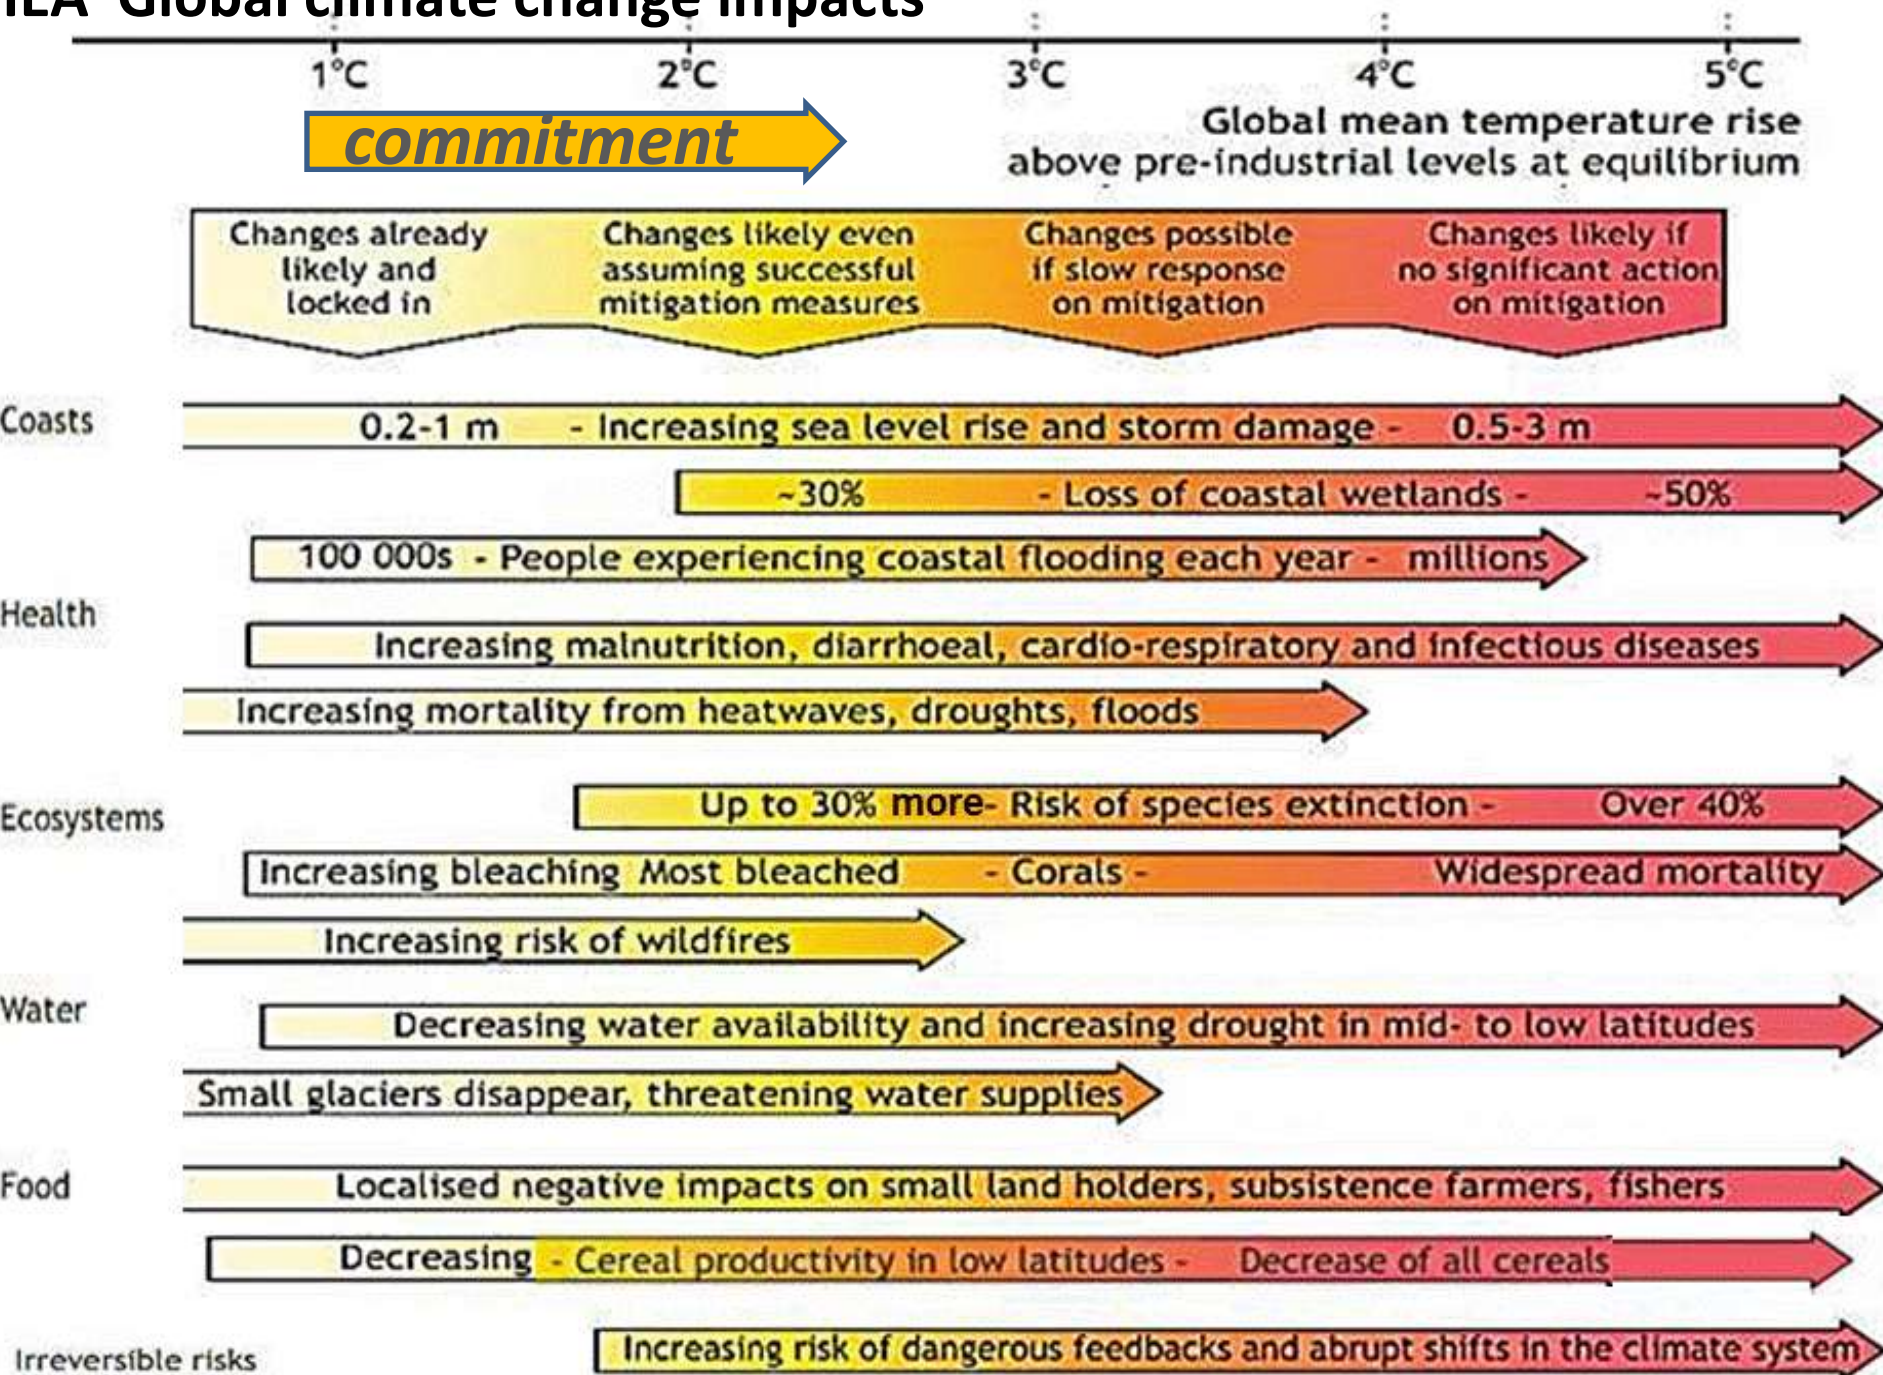 Global climate change impacts
1°C 2°C 3°C 4°C 5°C
commitment
Global mean temperature rise
above pre-industrial levels at equilibrium
Changes already
likely and
locked in
Changes likely even
assuming successful
mitigation measures
Changes possible
if slow response
on mitigation
Changes likely if
no significant action
on mitigation
Coasts
0.2-1 m - Increasing sea level rise and storm damage - 0.5-3 m
~30% - Loss of coastal wetlands - ~50%
100 000s - People experiencing coastal flooding each year - millions
Health
Increasing malnutrition, diarrhoeal, cardio-respiratory and infectious diseases
Increasing mortality from heatwaves, droughts, floods
Ecosystems
Up to 30% more- Risk of species extinction - Over 40%
Increasing bleaching Most bleached - Corals - Widespread mortality
Increasing risk of wildfires
Water
Decreasing water availability and increasing drought in mid- to low latitudes
Small glaciers disappear, threatening water supplies
Food
Localised negative impacts on small land holders, subsistence farmers, fishers
Decreasing - Cereal productivity in low latitudes - Decrease of all cereals
Irreversible risks
Increasing risk of dangerous feedbacks and abrupt shifts in the climate system